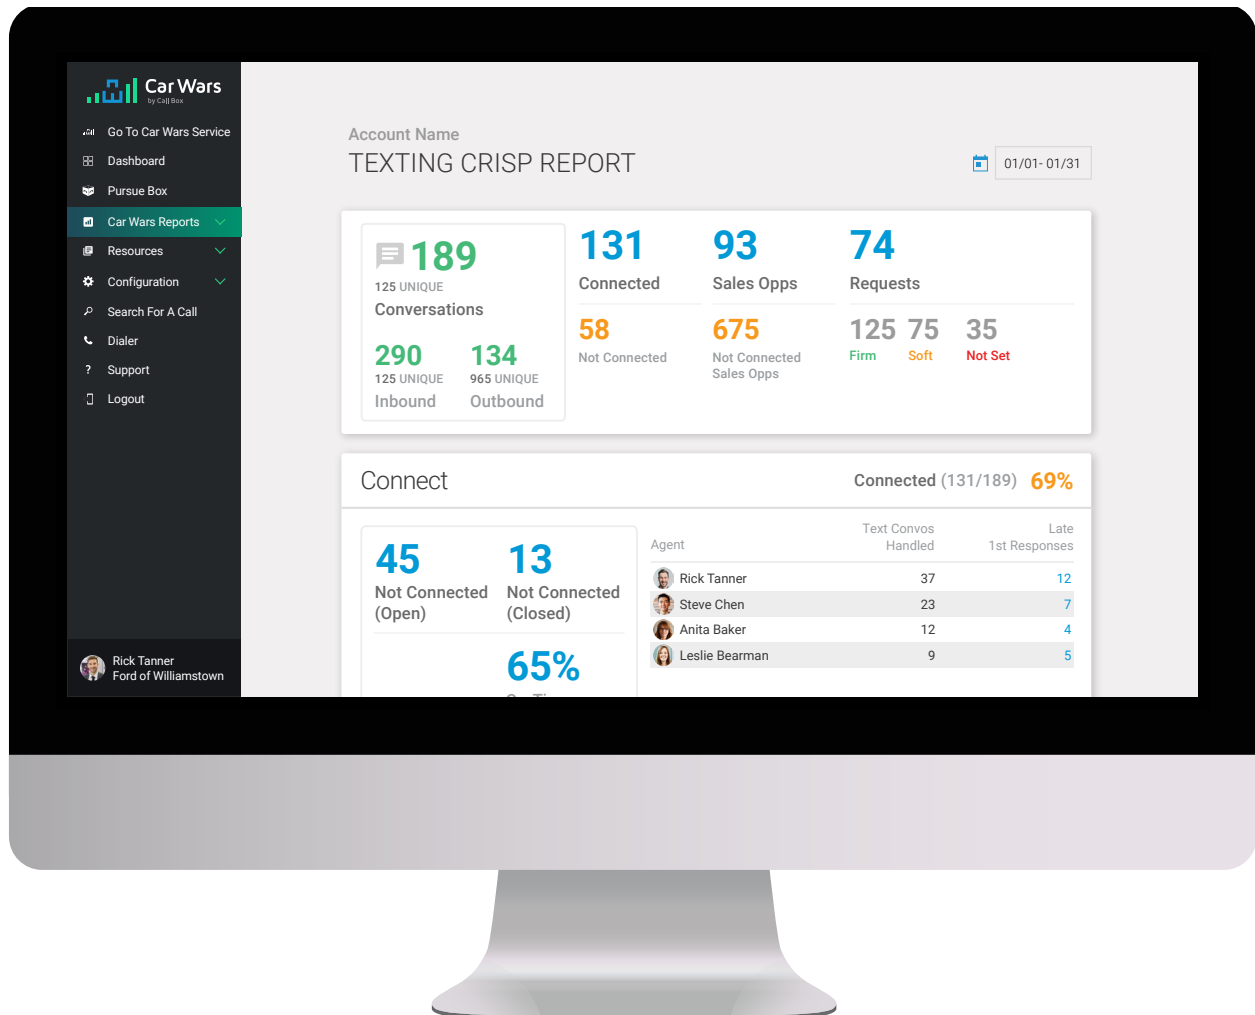 Car Wars
by Call Box
Go To Car Wars Service
Dashboard
Pursue Box
Car Wars Reports
Resources
Configuration
Search For A Call
Dialer
Support
Logout
Rick Tanner
Ford of Williamstown
Account Name
TEXTING CRISP REPORT
01/01- 01/31
189
125 UNIQUE
Conversations
290 134
125 UNIQUE 965 UNIQUE
Inbound Outbound
131 93 74
Connected Sales Opps Requests
58 675 125 75 35
Not Connected Not Connected Firm Soft Not Set
Sales Opps
Connect
Connected (131/189) 69%
45 13
Not Connected Not Connected
(Open) (Closed)
65%
Text Convos Late
Agent Handled 1st Responses
Rick Tanner 37 12
Steve Chen 23 7
Anita Baker 12 4
Leslie Bearman 9 5